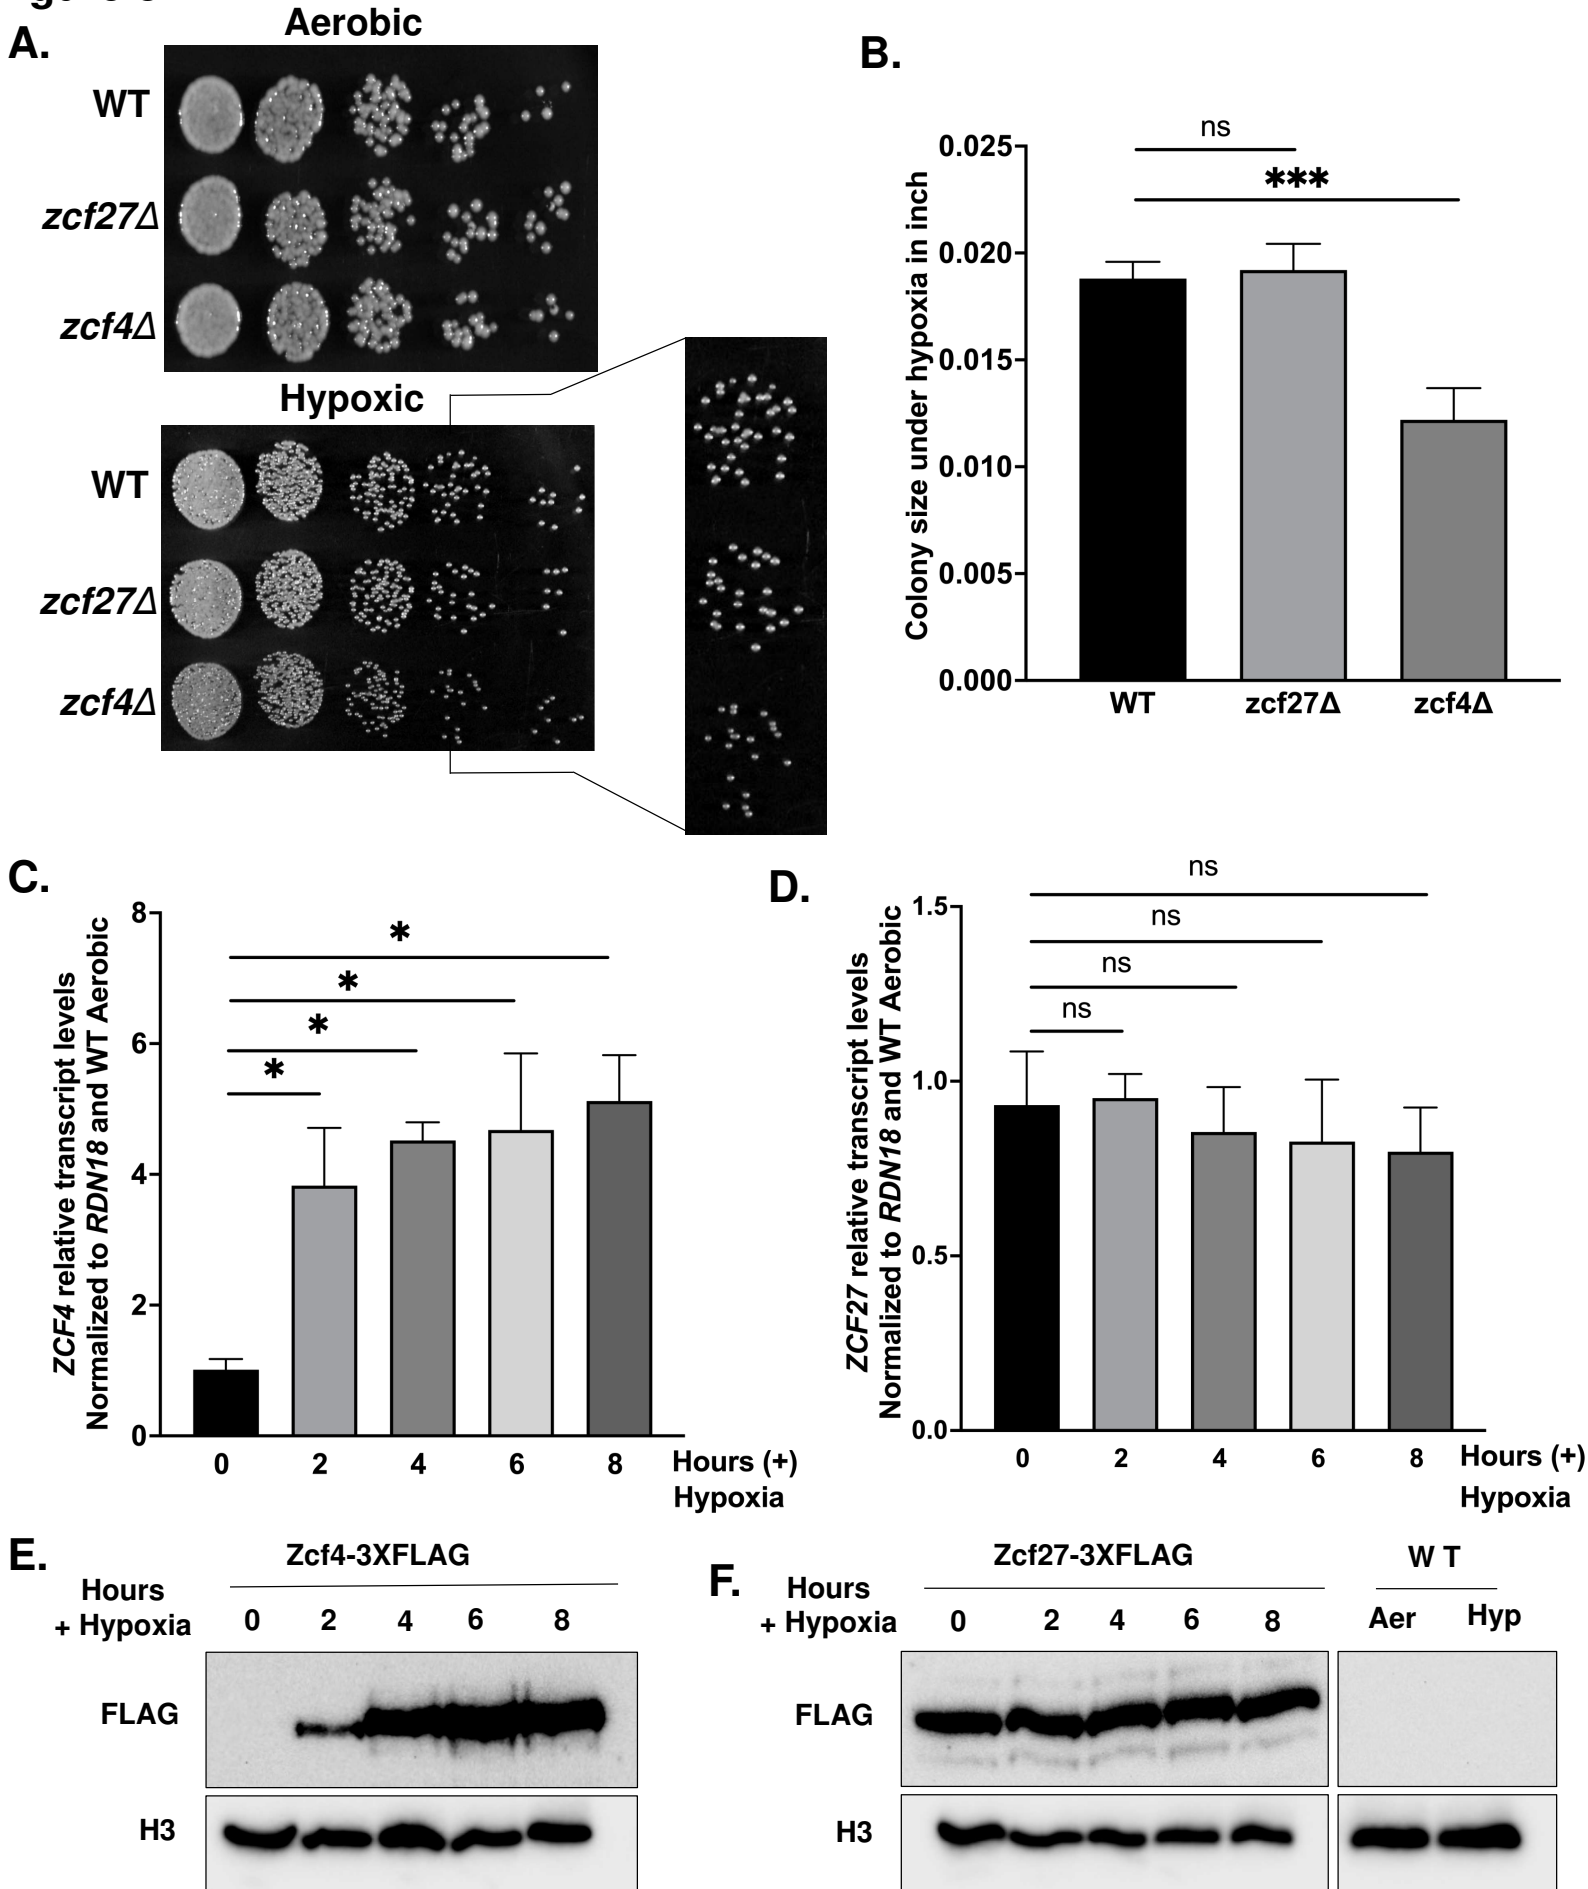 A.
Aerobic
WT
zcf27Δ
zcf4Δ
Hypoxic
WT
zcf27Δ
zcf4Δ
B.
Colony size under hypoxia in inch
0.025
0.020
0.015
0.010
0.005
0.000
ns
***
WT
zcf27Δ
zcf4Δ
C.
ZCF4 relative transcript levels
Normalized to RDN18 and WT Aerobic
8
6
4
2
0
*
*
*
*
0 2 4 6 8 Hours (+)
Hypoxia
D.
ZCF27 relative transcript levels
Normalized to RDN18 and WT Aerobic
1.5
1.0
0.5
0.0
ns
ns
ns
ns
0 2 4 6 8 Hours (+)
Hypoxia
E.
Zcf4-3XFLAG
Hours
+ Hypoxia
0 2 4 6 8
FLAG
H3
F.
Zcf27-3XFLAG
W T
Hours
+ Hypoxia
0 2 4 6 8
Aer Hyp
FLAG
H3